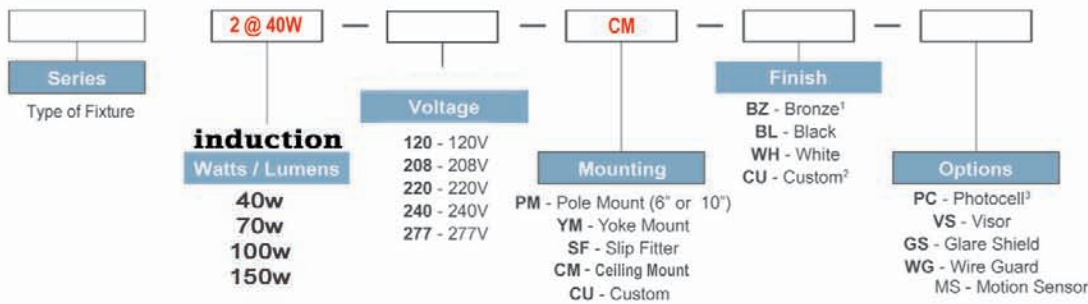 2 @ 40W — — CM — —
Series
Type of Fixture
induction
Watts / Lumens
40w
70w
100w
150w
Voltage
120 - 120V
208 - 208V
220 - 220V
240 - 240V
277 - 277V
Mounting
PM - Pole Mount (6" or 10")
YM - Yoke Mount
SF - Slip Fitter
CM - Ceiling Mount
CU - Custom
Finish
BZ - Bronze¹
BL - Black
WH - White
CU - Custom²
Options
PC - Photocell³
VS - Visor
GS - Glare Shield
WG - Wire Guard
MS - Motion Sensor